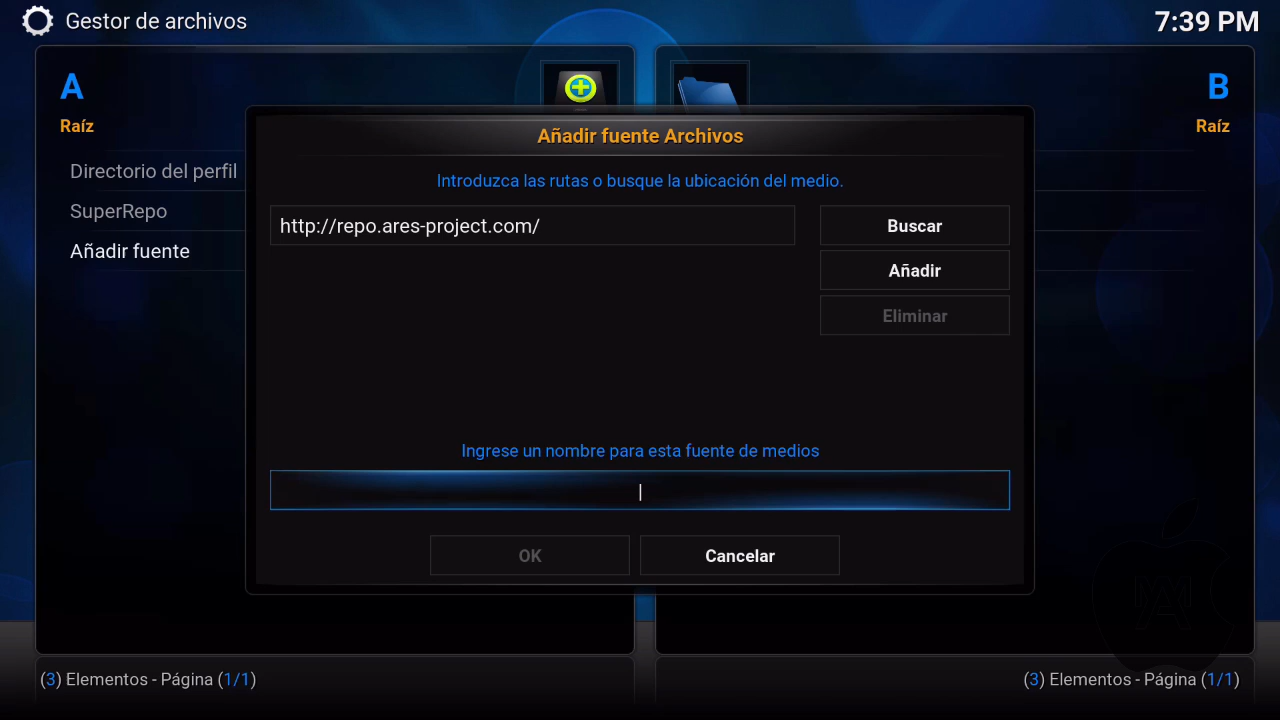 Gestor de archivos
7:39 PM
A
B
Raíz
Raíz
Directorio del perfil
SuperRepo
Añadir fuente
Añadir fuente Archivos
Introduzca las rutas o busque la ubicación del medio.
http://repo.ares-project.com/
Buscar
Añadir
Eliminar
Ingrese un nombre para esta fuente de medios
OK
Cancelar
(3) Elementos - Página (1/1)
(3) Elementos - Página (1/1)